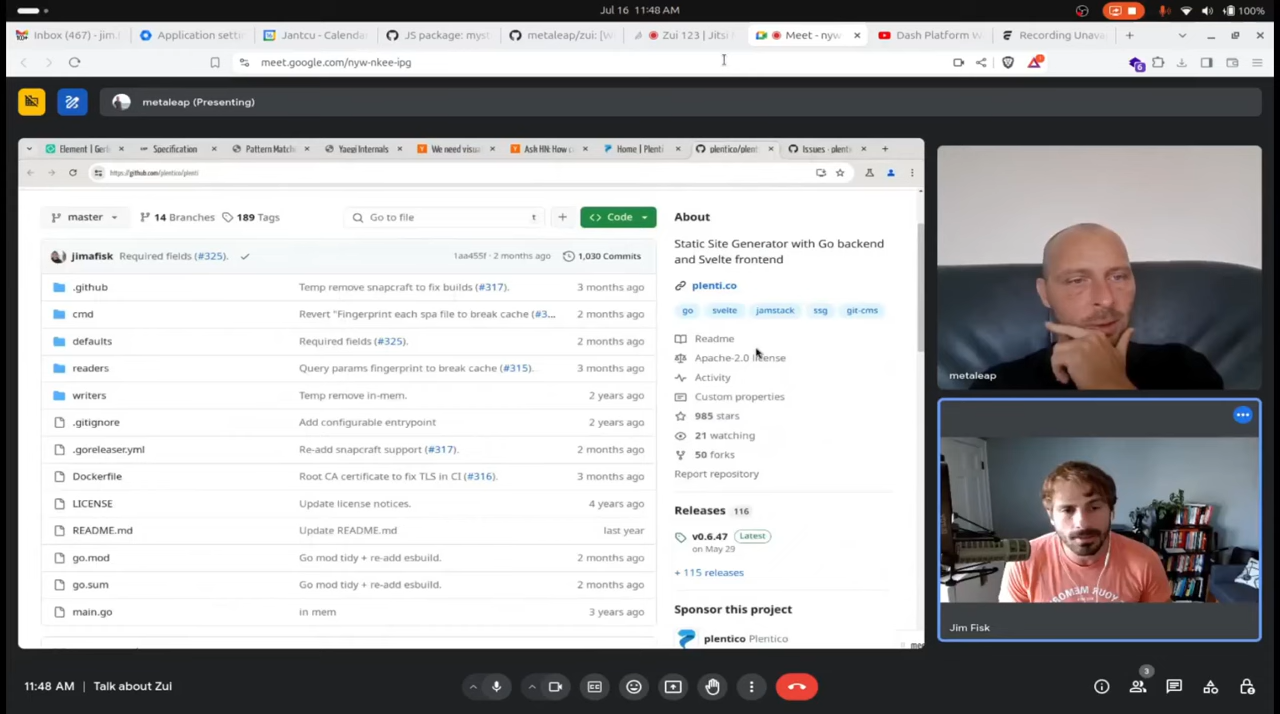 Jul 16 11:48 AM
100%
Inbox (467) - jim.
Application setti
Jantcu - Calenda
JS package: myst
metaleap/zui: [W
Zui 123 | Jits
Meet - nyw
Dash Platform W
Recording Unava
meet.google.com/nyw-nkee-ipg
6
metaleap (Presenting)
Element | Gert
Specification
Pattern Match
Yaegi Internals
We need visua
Ask HN: How c
Home | Plenti
plentico/plent
Issues · plent
https://github.com/plentico/plenti
master
14 Branches
189 Tags
Go to file
t
Code
About
Static Site Generator with Go backend
and Svelte frontend
jimafisk Required fields (#325).
1aa455f · 2 months ago
1,030 Commits
plenti.co
.github Temp remove snapcraft to fix builds (#317). 3 months ago
go svelte jamstack ssg git-cms
cmd Revert "Fingerprint each spa file to break cache (#3... 2 months ago
Readme
defaults Required fields (#325). 2 months ago
Apache-2.0 license
readers Query params fingerprint to break cache (#315). 3 months ago
Activity
writers Temp remove in-mem. 2 years ago
Custom properties
.gitignore Add configurable entrypoint 2 years ago
985 stars
.goreleaser.yml Re-add snapcraft support (#317). 2 months ago
21 watching
50 forks
Dockerfile Root CA certificate to fix TLS in CI (#316). 3 months ago
Report repository
LICENSE Update license notices. 4 years ago
Releases 116
README.md Update README.md last year
v0.6.47 Latest
on May 29
go.mod Go mod tidy + re-add esbuild. 2 months ago
+ 115 releases
go.sum Go mod tidy + re-add esbuild. 2 months ago
main.go in mem 3 years ago
Sponsor this project
plentico Plentico
metaleap
Jim Fisk
11:48 AM | Talk about Zui
3